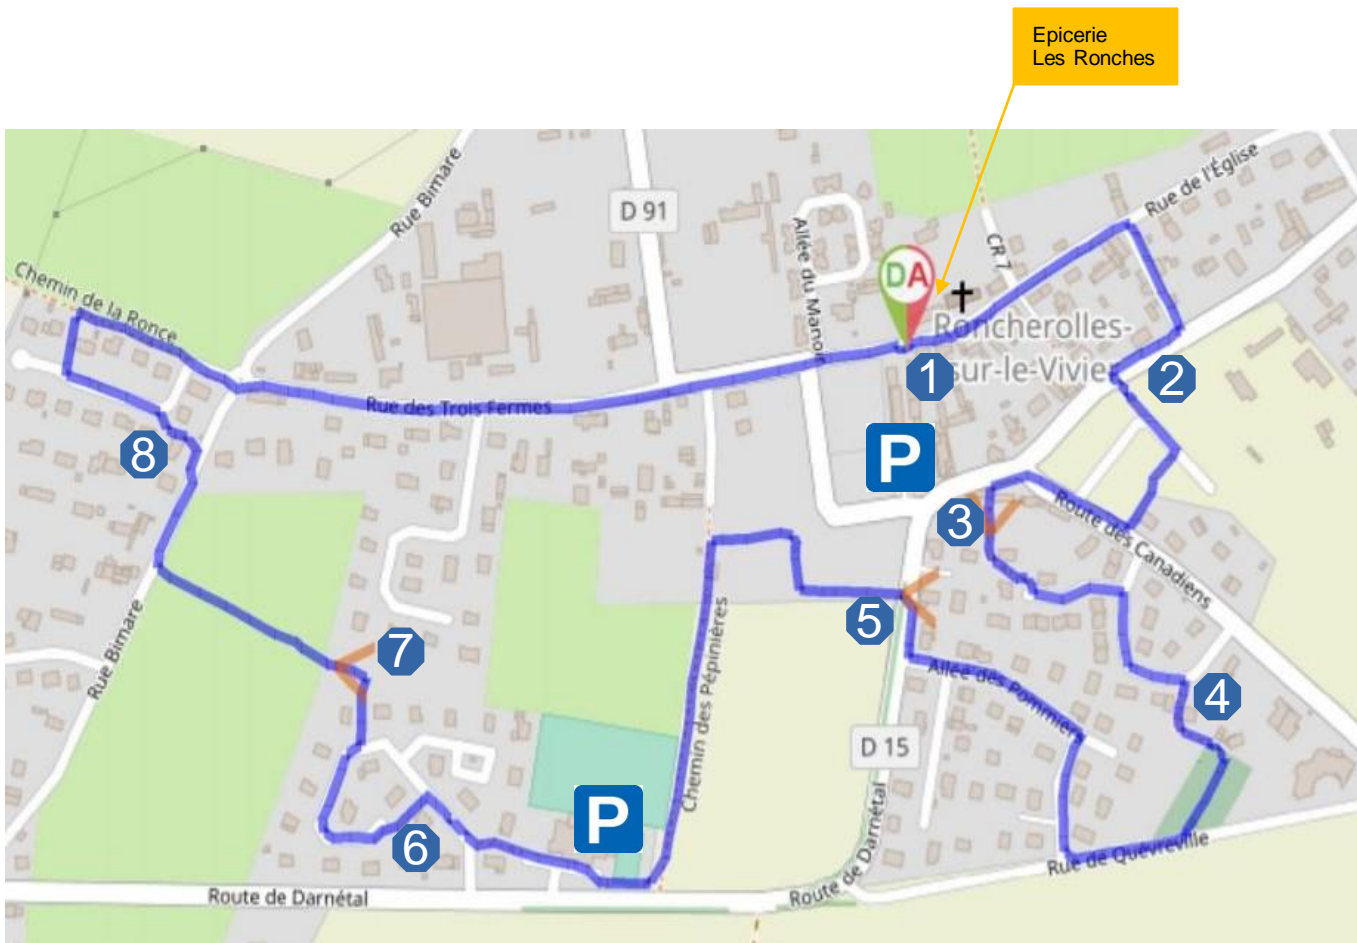 Epicerie
Les Ronches
Rue Bimare
D 91
Rue de l'Église
Allée du Manoir
CR 7
Chemin de la Ronce
DA
Roncherolles-
sur-le-Vivier
1
2
Rue des Trois Fermes
8
P
3
Route des Canadiens
5
7
Rue Bimare
Chemin des Pépinières
Allée des Pommiers
4
D 15
P
6
Route de Darnétal
Rue de Quévreville
Route de Darnétal